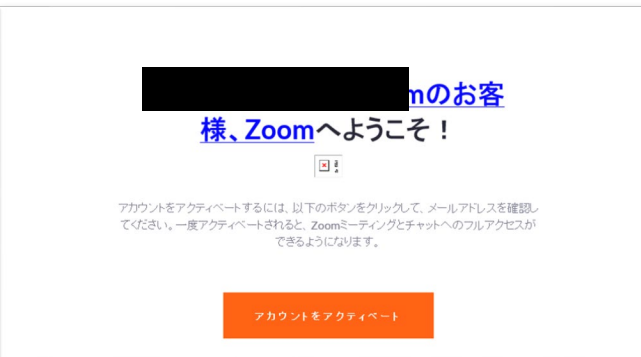 mのお客
様、Zoomへようこそ！
アカウントをアクティベートするには、以下のボタンをクリックして、メールアドレスを確認し
てください。一度アクティベートされると、Zoomミーティングとチャットへのフルアクセスが
できるようになります。
アカウントをアクティベート